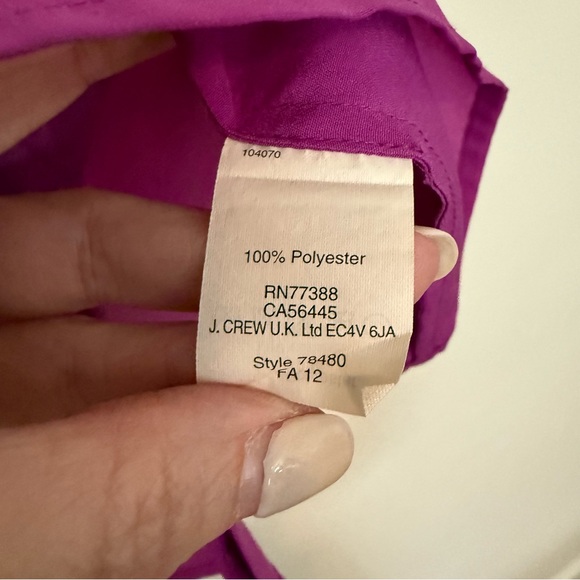 104070
100% Polyester
RN77388
CA56445
J. CREW U.K. Ltd EC4V 6JA
Style 78480
FA 12